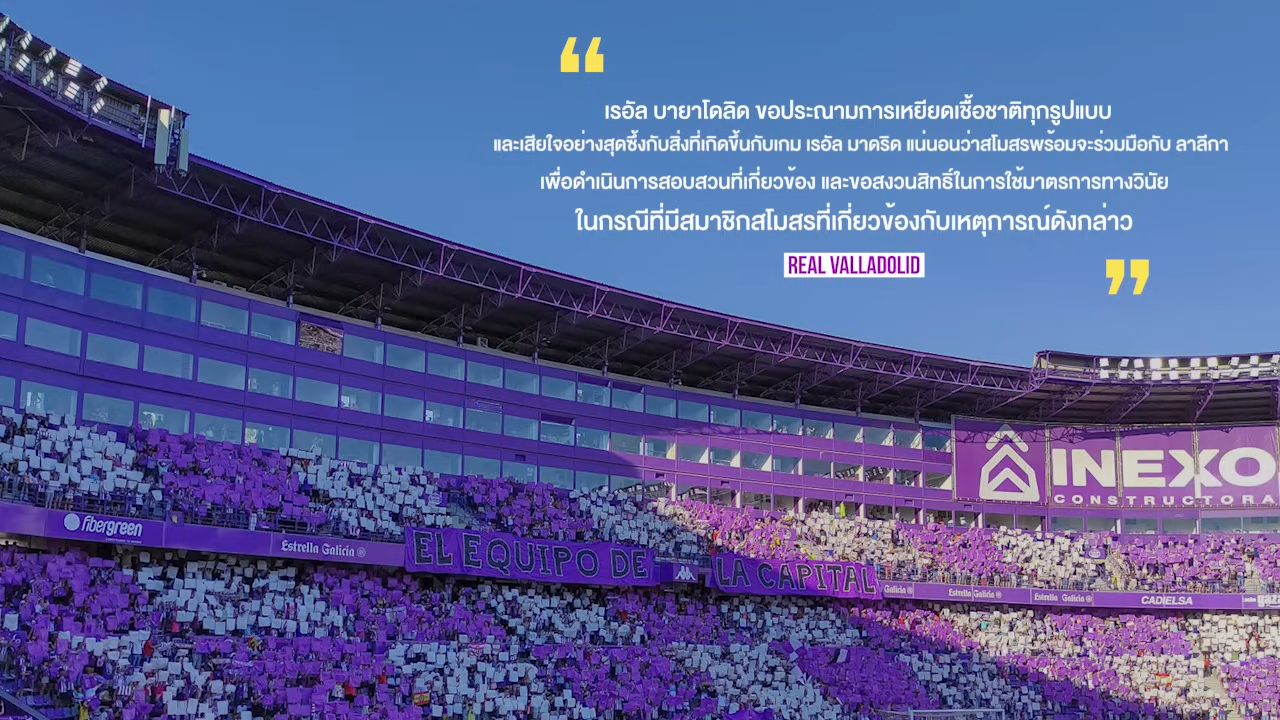 “
เรอัล บายาโดลิด ขอประณามการเหยียดเชื้อชาติทุกรูปแบบ
และเสียใจอย่างสุดซึ้งกับสิ่งที่เกิดขึ้นกับเกม เรอัล มาดริด แน่นอนว่าสโมสรพร้อมจะร่วมมือกับ ลาลีกา
เพื่อดำเนินการสอบสวนที่เกี่ยวข้อง และขอสงวนสิทธิ์ในการใช้มาตรการทางวินัย
ในกรณีที่มีสมาชิกสโมสรที่เกี่ยวข้องกับเหตุการณ์ดังกล่าว
REAL VALLADOLID
”
INEXO
CONSTRUCTORA
fibergreen
Estrella Galicia
EL EQUIPO DE
LA CAPITAL
Kappa
Galicia
Estrella Galicia
Estrella Galicia
CADIELSA